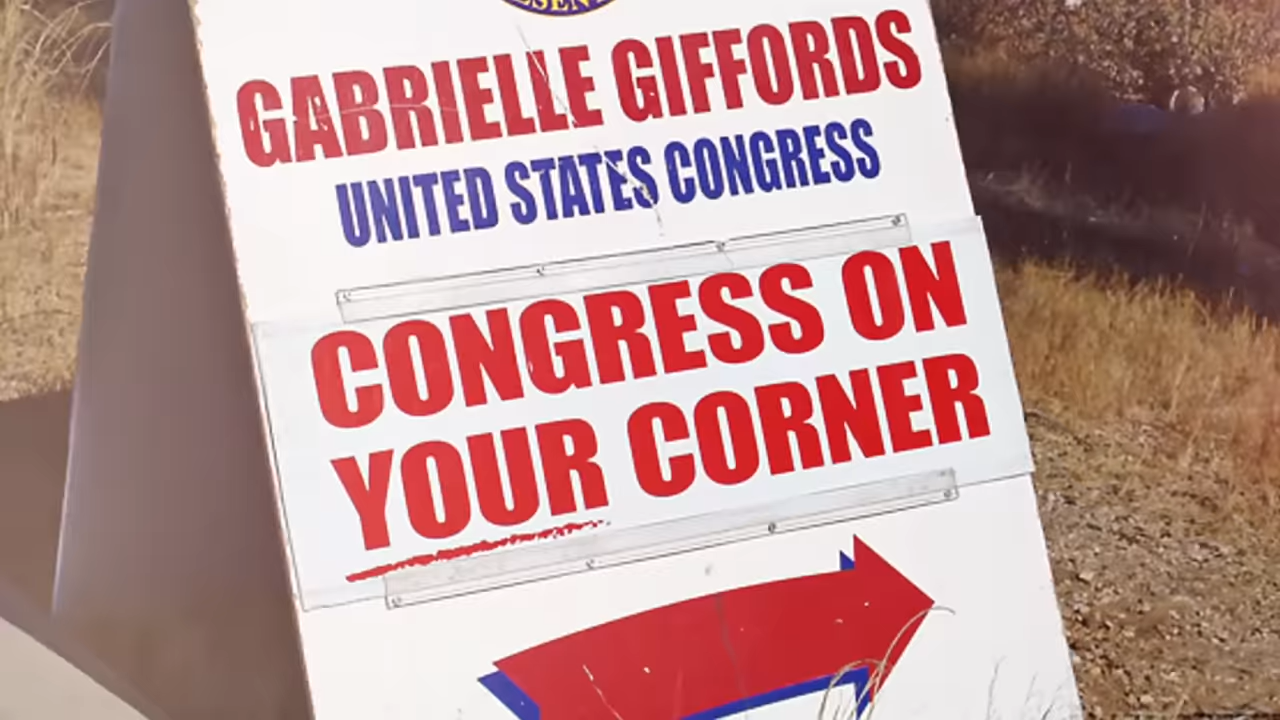 GABRIELLE GIFFORDS
UNITED STATES CONGRESS
CONGRESS ON
YOUR CORNER